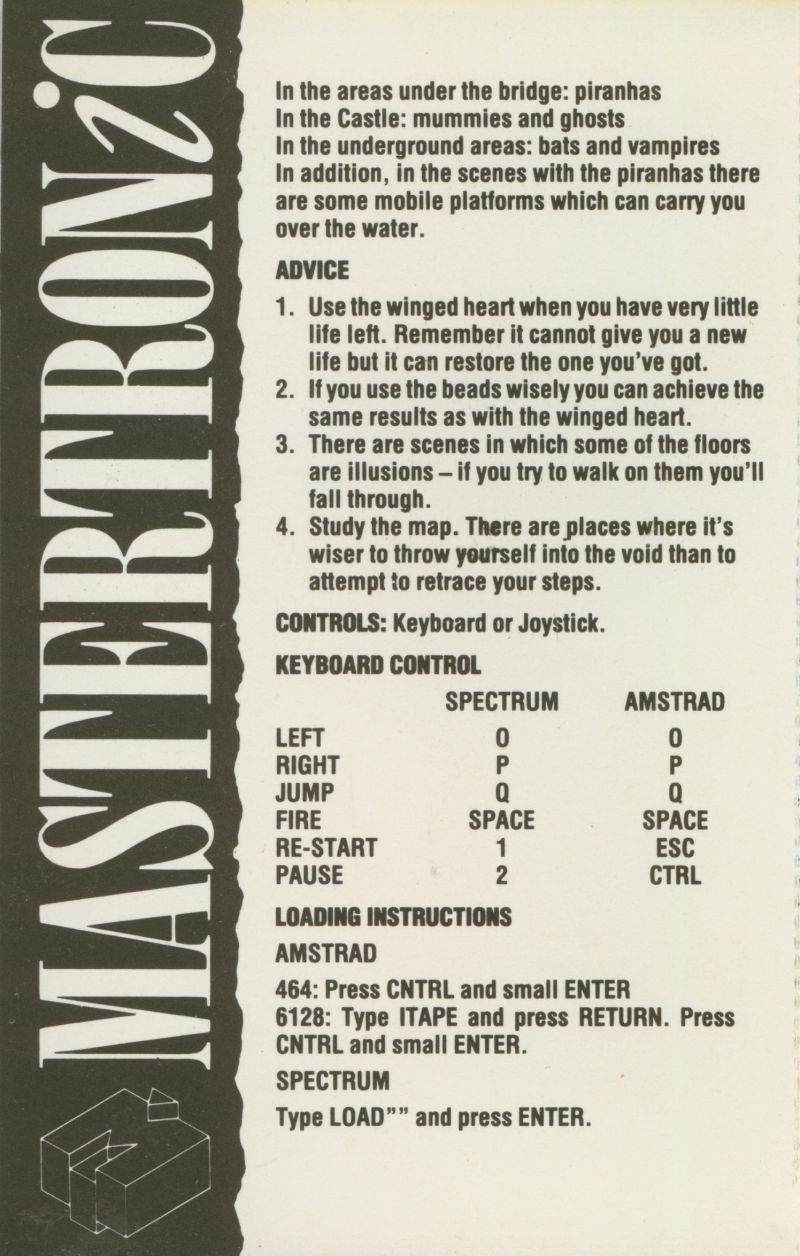 MASTERTRONiC
In the areas under the bridge: piranhas
In the Castle: mummies and ghosts
In the underground areas: bats and vampires
In addition, in the scenes with the piranhas there
are some mobile platforms which can carry you
over the water.
ADVICE
1. Use the winged heart when you have very little
life left. Remember it cannot give you a new
life but it can restore the one you've got.
2. If you use the beads wisely you can achieve the
same results as with the winged heart.
3. There are scenes in which some of the floors
are illusions – if you try to walk on them you'll
fall through.
4. Study the map. There are places where it's
wiser to throw yourself into the void than to
attempt to retrace your steps.
CONTROLS: Keyboard or Joystick.
KEYBOARD CONTROL
SPECTRUM AMSTRAD
LEFT O O
RIGHT P P
JUMP Q Q
FIRE SPACE SPACE
RE-START 1 ESC
PAUSE 2 CTRL
LOADING INSTRUCTIONS
AMSTRAD
464: Press CNTRL and small ENTER
6128: Type ITAPE and press RETURN. Press
CNTRL and small ENTER.
SPECTRUM
Type LOAD"" and press ENTER.